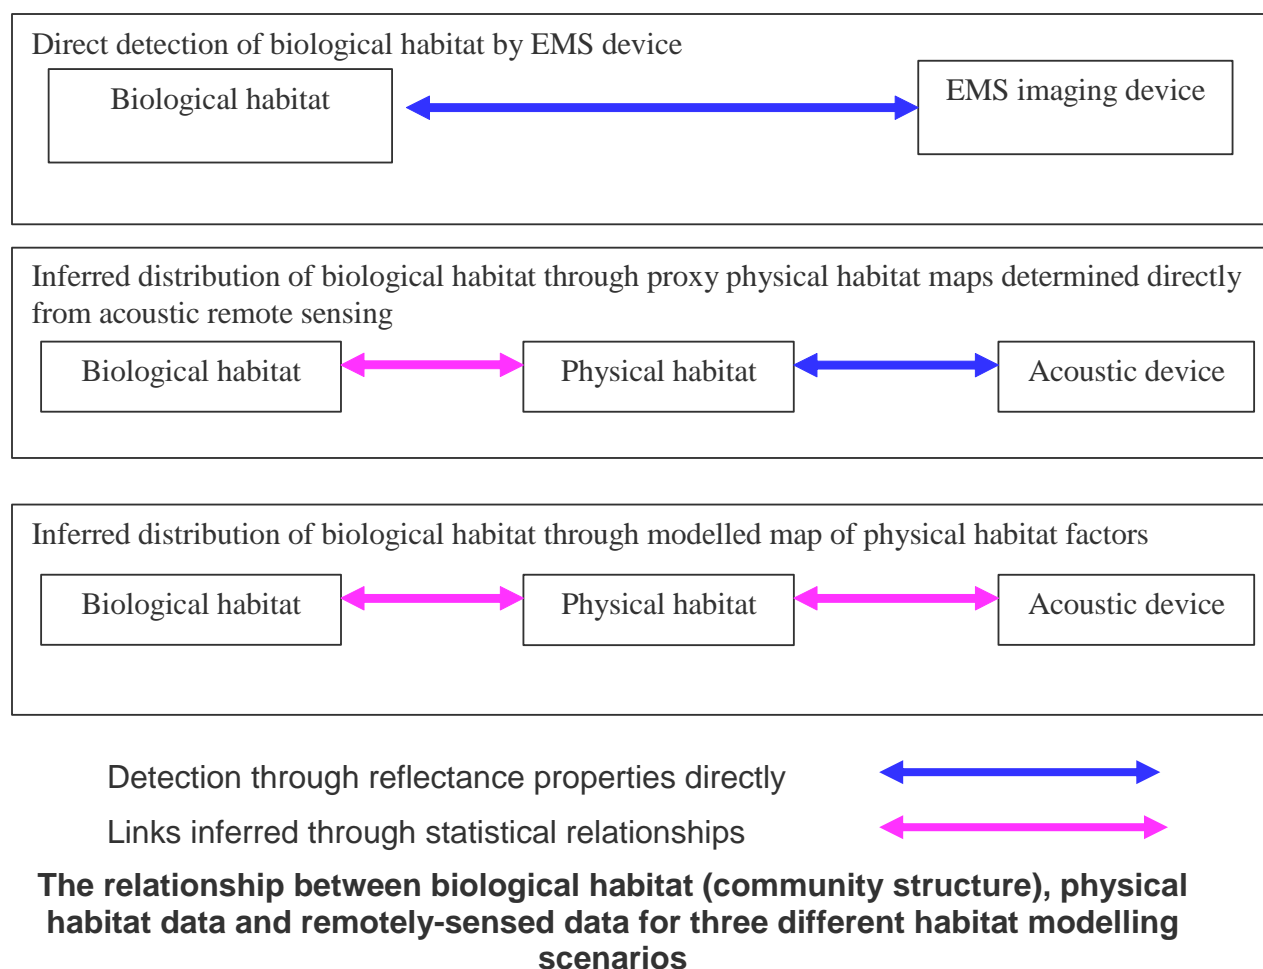 Direct detection of biological habitat by EMS device
Biological habitat
EMS imaging device
Inferred distribution of biological habitat through proxy physical habitat maps determined directly
from acoustic remote sensing
Biological habitat
Physical habitat
Acoustic device
Inferred distribution of biological habitat through modelled map of physical habitat factors
Biological habitat
Physical habitat
Acoustic device
Detection through reflectance properties directly
Links inferred through statistical relationships
The relationship between biological habitat (community structure), physical
habitat data and remotely-sensed data for three different habitat modelling
scenarios